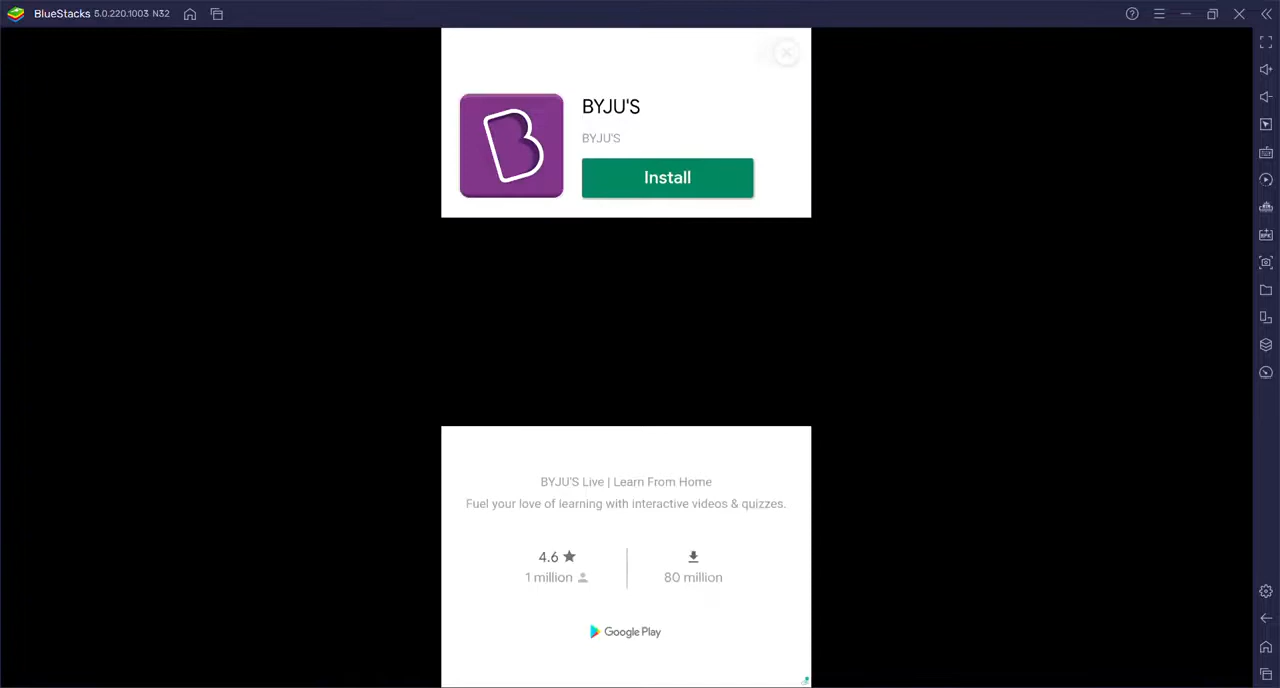 BlueStacks 5.0.220.1003 N32
BYJU'S
BYJU'S
Install
BYJU'S Live | Learn From Home
Fuel your love of learning with interactive videos & quizzes.
4.6
1 million
80 million
Google Play